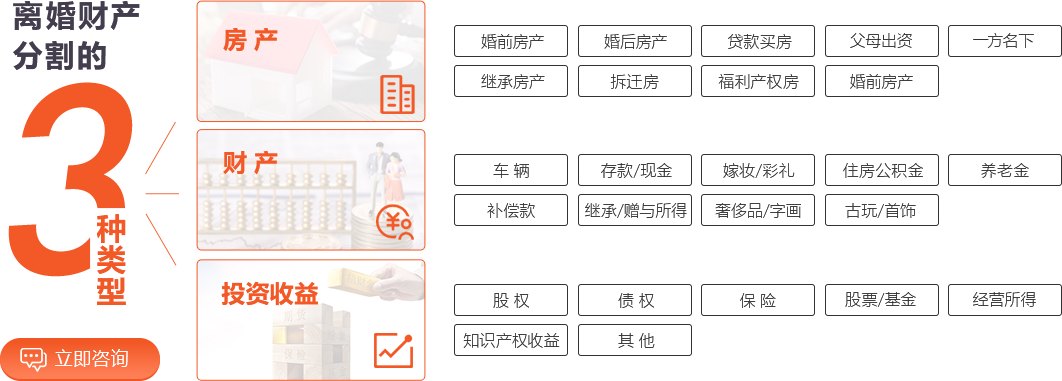 离婚财产
分割的
3
种类型
立即咨询
房产
婚前房产
婚后房产
贷款买房
父母出资
一方名下
继承房产
拆迁房
福利产权房
婚前房产
财产
车辆
存款/现金
嫁妆/彩礼
住房公积金
养老金
补偿款
继承/赠与所得
奢侈品/字画
古玩/首饰
投资收益
股权
债权
保险
股票/基金
经营所得
知识产权收益
其他